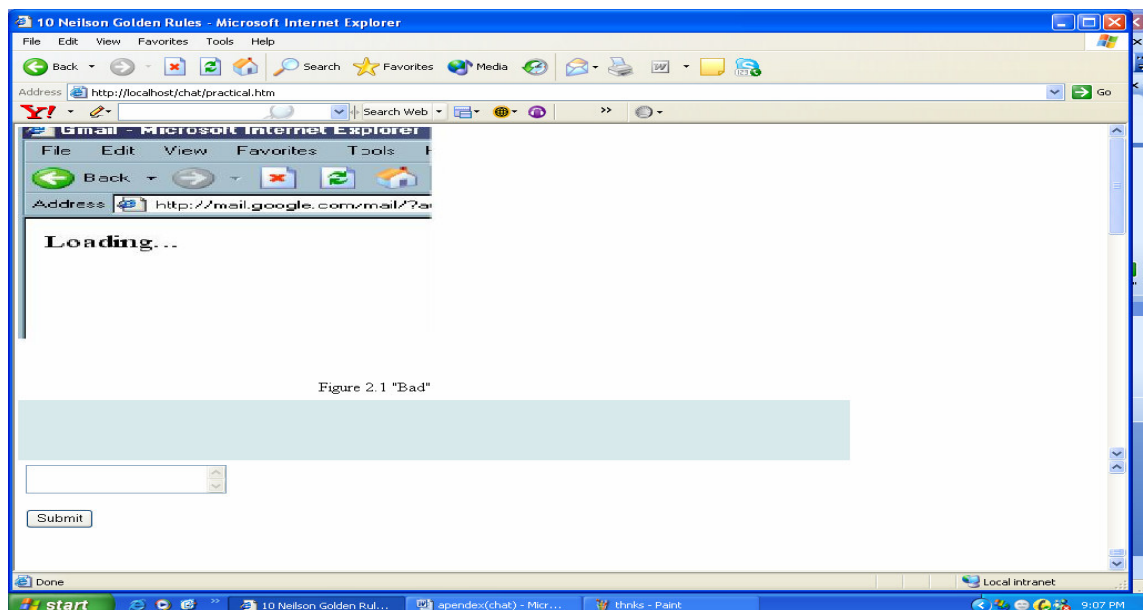 10 Neilson Golden Rules - Microsoft Internet Explorer
File Edit View Favorites Tools Help
Back Search Favorites Media
Address http://localhost/chat/practical.htm Go
Y! Search Web »
Gmail - Microsoft Internet Explorer
File Edit View Favorites Tools
Back
Address http://mail.google.com/mail/?
Loading...
Figure 2.1 "Bad"
Submit
Done Local intranet
start » 10 Neilson Golden Rul... apendex(chat) - Micr... thnks - Paint 9:07 PM